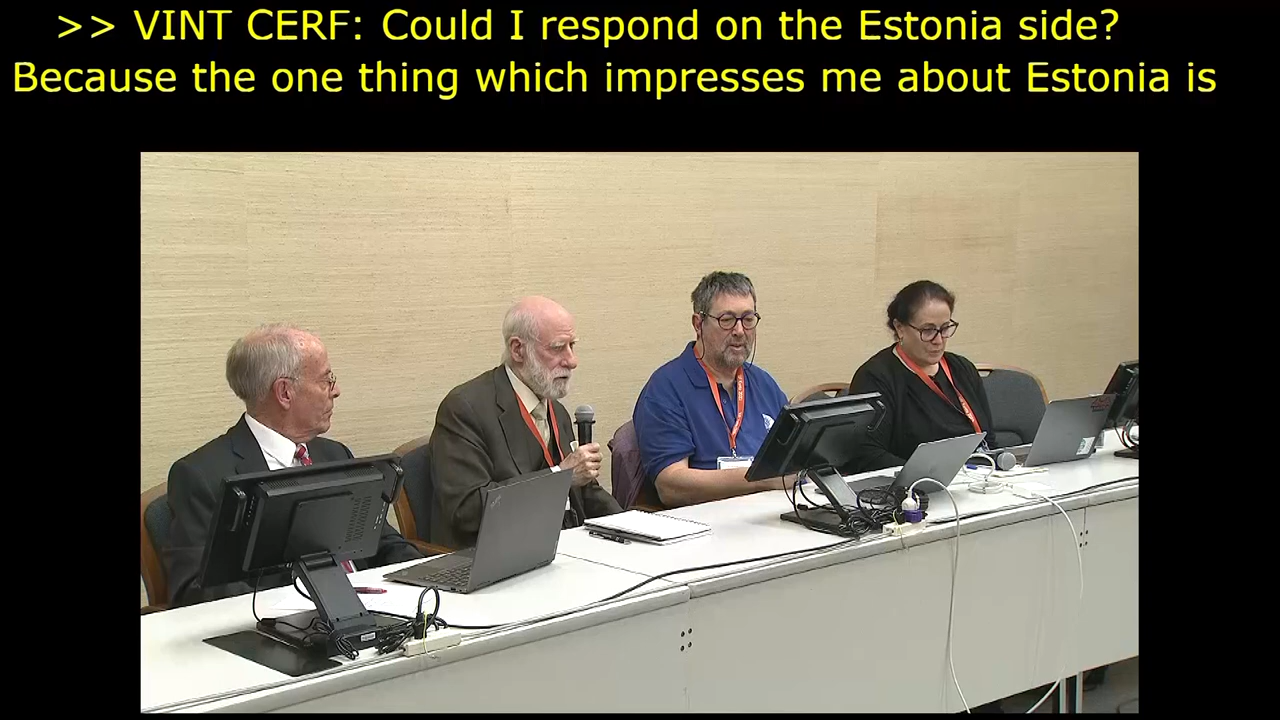 >> VINT CERF: Could I respond on the Estonia side?
Because the one thing which impresses me about Estonia is